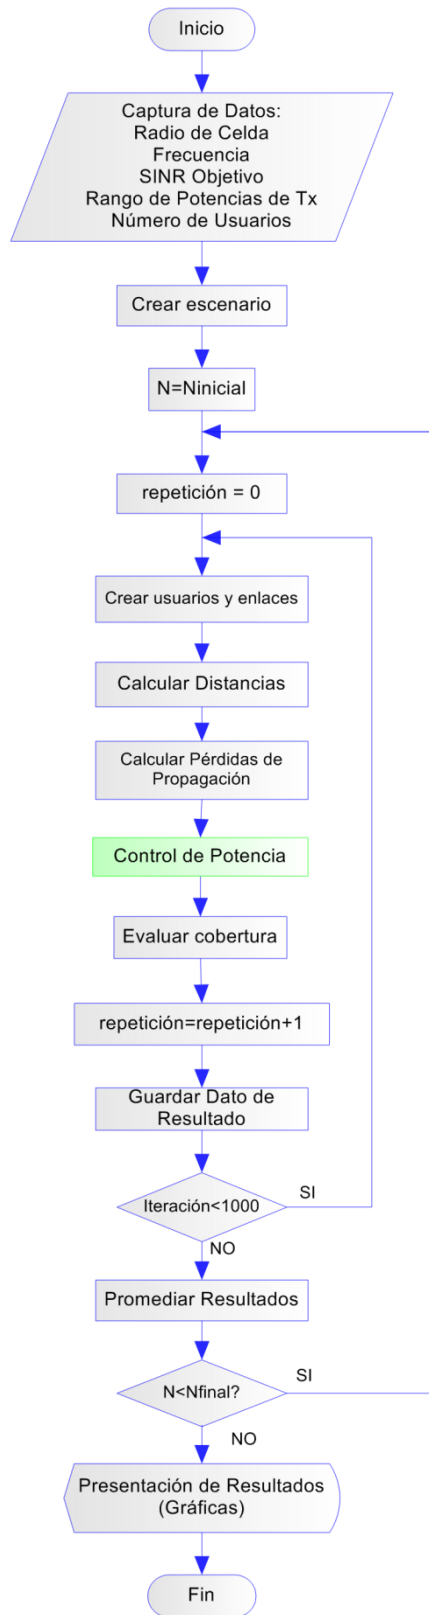 Inicio
Captura de Datos:
Radio de Celda
Frecuencia
SINR Objetivo
Rango de Potencias de Tx
Número de Usuarios
Crear escenario
N=Ninicial
repetición = 0
Crear usuarios y enlaces
Calcular Distancias
Calcular Pérdidas de
Propagación
Control de Potencia
Evaluar cobertura
repetición=repetición+1
Guardar Dato de
Resultado
Iteración<1000
SI
NO
Promediar Resultados
N<Nfinal?
SI
NO
Presentación de Resultados
(Gráficas)
Fin